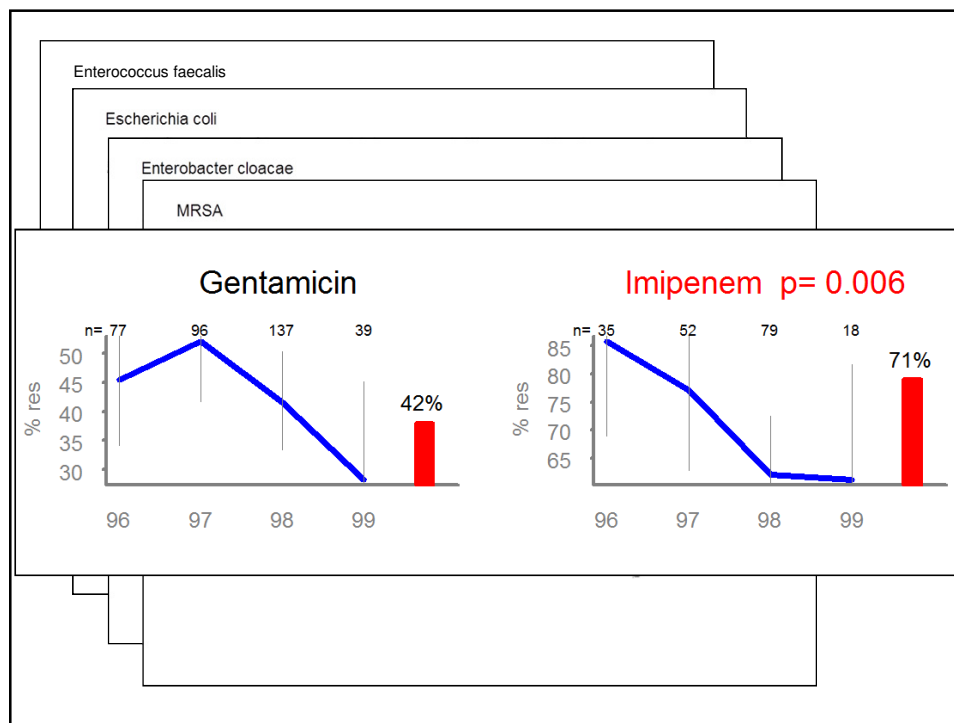 Enterococcus faecalis
Escherichia coli
Enterobacter cloacae
MRSA
Gentamicin
n= 77 96 137 39
50
45
40
35
30
% res
42%
96 97 98 99
Imipenem p= 0.006
n= 35 52 79 18
85
80
75
70
65
% res
71%
96 97 98 99